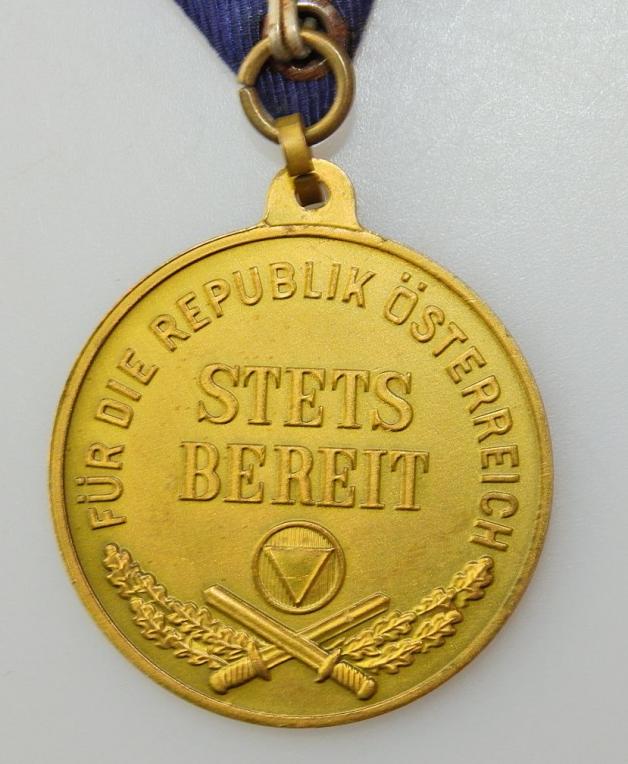 FÜR DIE REPUBLIK ÖSTERREICH
STETS
BEREIT